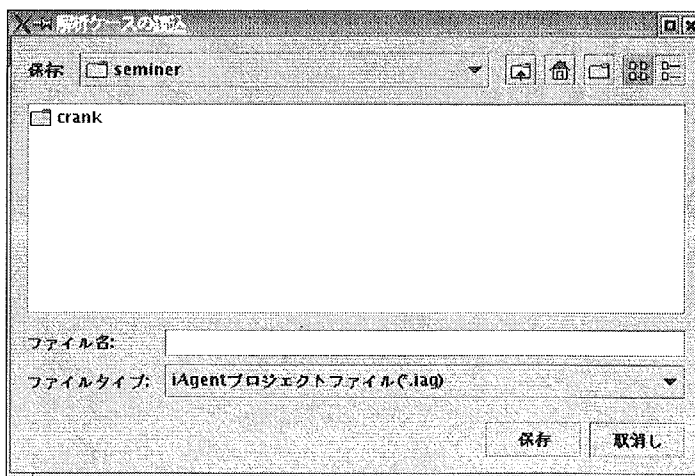 解析ケースの読込
保存: seminer
crank
ファイル名:
ファイルタイプ: iAgentプロジェクトファイル(*.iag)
保存 取消し